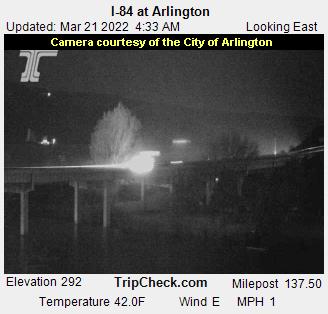 I-84 at Arlington
Updated: Mar 21 2022 4:33 AM Looking East
Camera courtesy of the City of Arlington
Elevation 292 TripCheck.com Milepost 137.50
Temperature 42.0F Wind E MPH 1